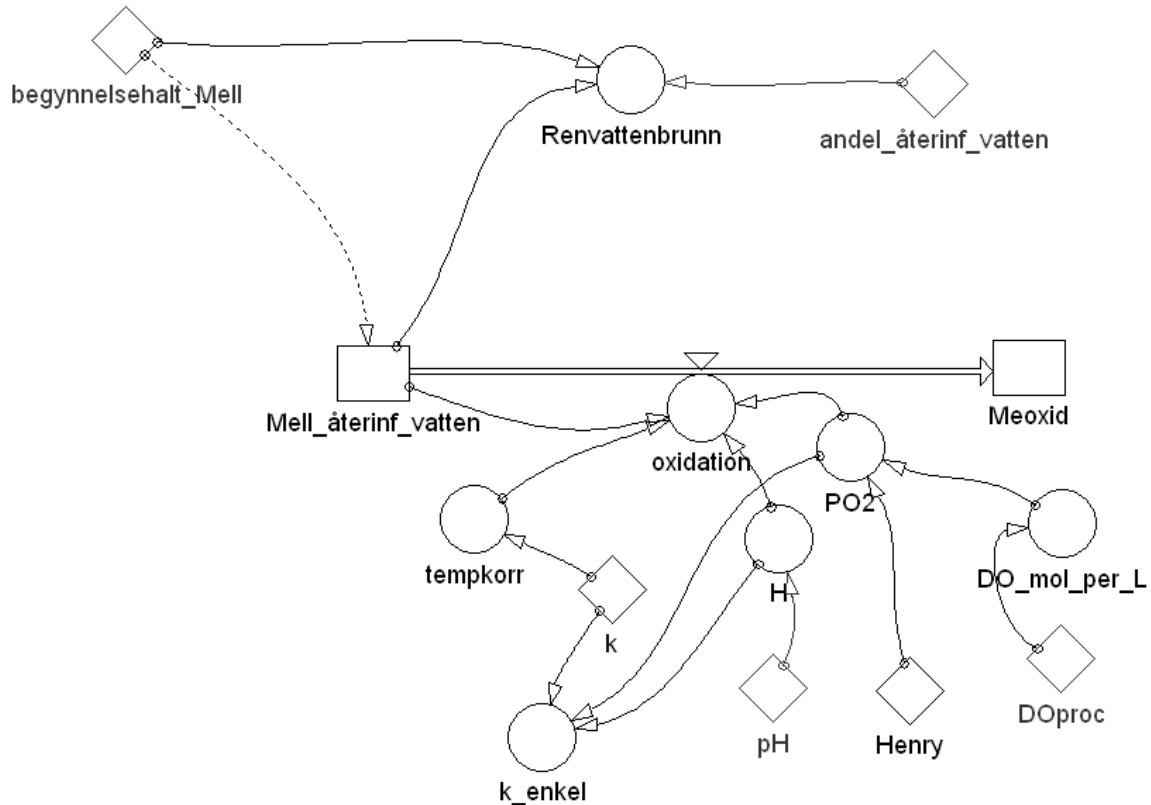 begynnelsehalt_Mell
Renvattenbrunn
andel_återinf_vatten
Mell_återinf_vatten
Meoxid
oxidation
PO2
tempkorr
H
DO_mol_per_L
k
pH
Henry
DOproc
k_enkel